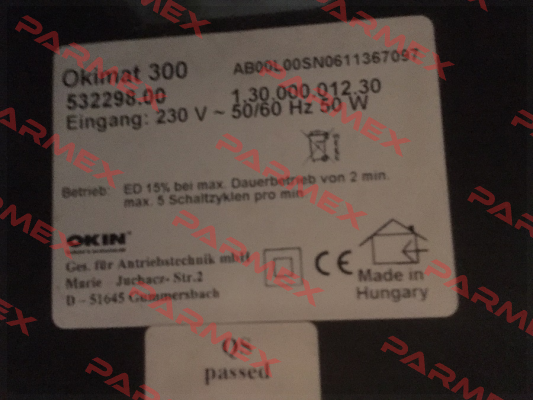 Okimat 300 AB00L00SN0611367097
532298.00 1.30.000.012.30
Eingang: 230 V ~ 50/60 Hz 50 W
Betrieb: ED 15% bei max. Dauerbetrieb von 2 min.
max. 5 Schaltzyklen pro min
OKIN
Ges. für Antriebstechnik mbH
Marie Juchacz- Str.2
D – 51645 Gummersbach
CE
Made in
Hungary
QS
passed
PARMEX